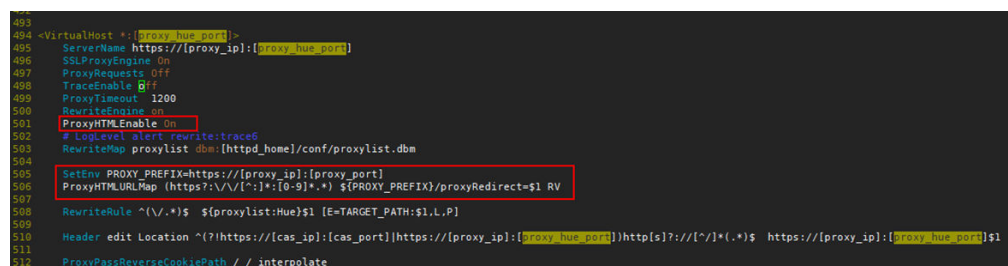 493
494 <VirtualHost *:[proxy_hue_port]>
495 ServerName https://[proxy_ip]:[proxy_hue_port]
496 SSLProxyEngine On
497 ProxyRequests Off
498 TraceEnable off
499 ProxyTimeout 1200
500 RewriteEngine on
501 ProxyHTMLEnable On
502 # LogLevel alert rewrite:trace6
503 RewriteMap proxylist dbm:[httpd_home]/conf/proxylist.dbm
504
505 SetEnv PROXY_PREFIX=https://[proxy_ip]:[proxy_port]
506 ProxyHTMLURLMap (https?:\/\/[^:]*:[0-9]*.*) ${PROXY_PREFIX}/proxyRedirect=$1 RV
507
508 RewriteRule ^(\/.*)$ ${proxylist:Hue}$1 [E=TARGET_PATH:$1,L,P]
509
510 Header edit Location ^(?!https://[cas_ip]:[cas_port]|https://[proxy_ip]:[proxy_hue_port])http[s]?://[^/]*(.*)$ https://[proxy_ip]:[proxy_hue_port]$1
511
512 ProxyPassReverseCookiePath / / interpolate